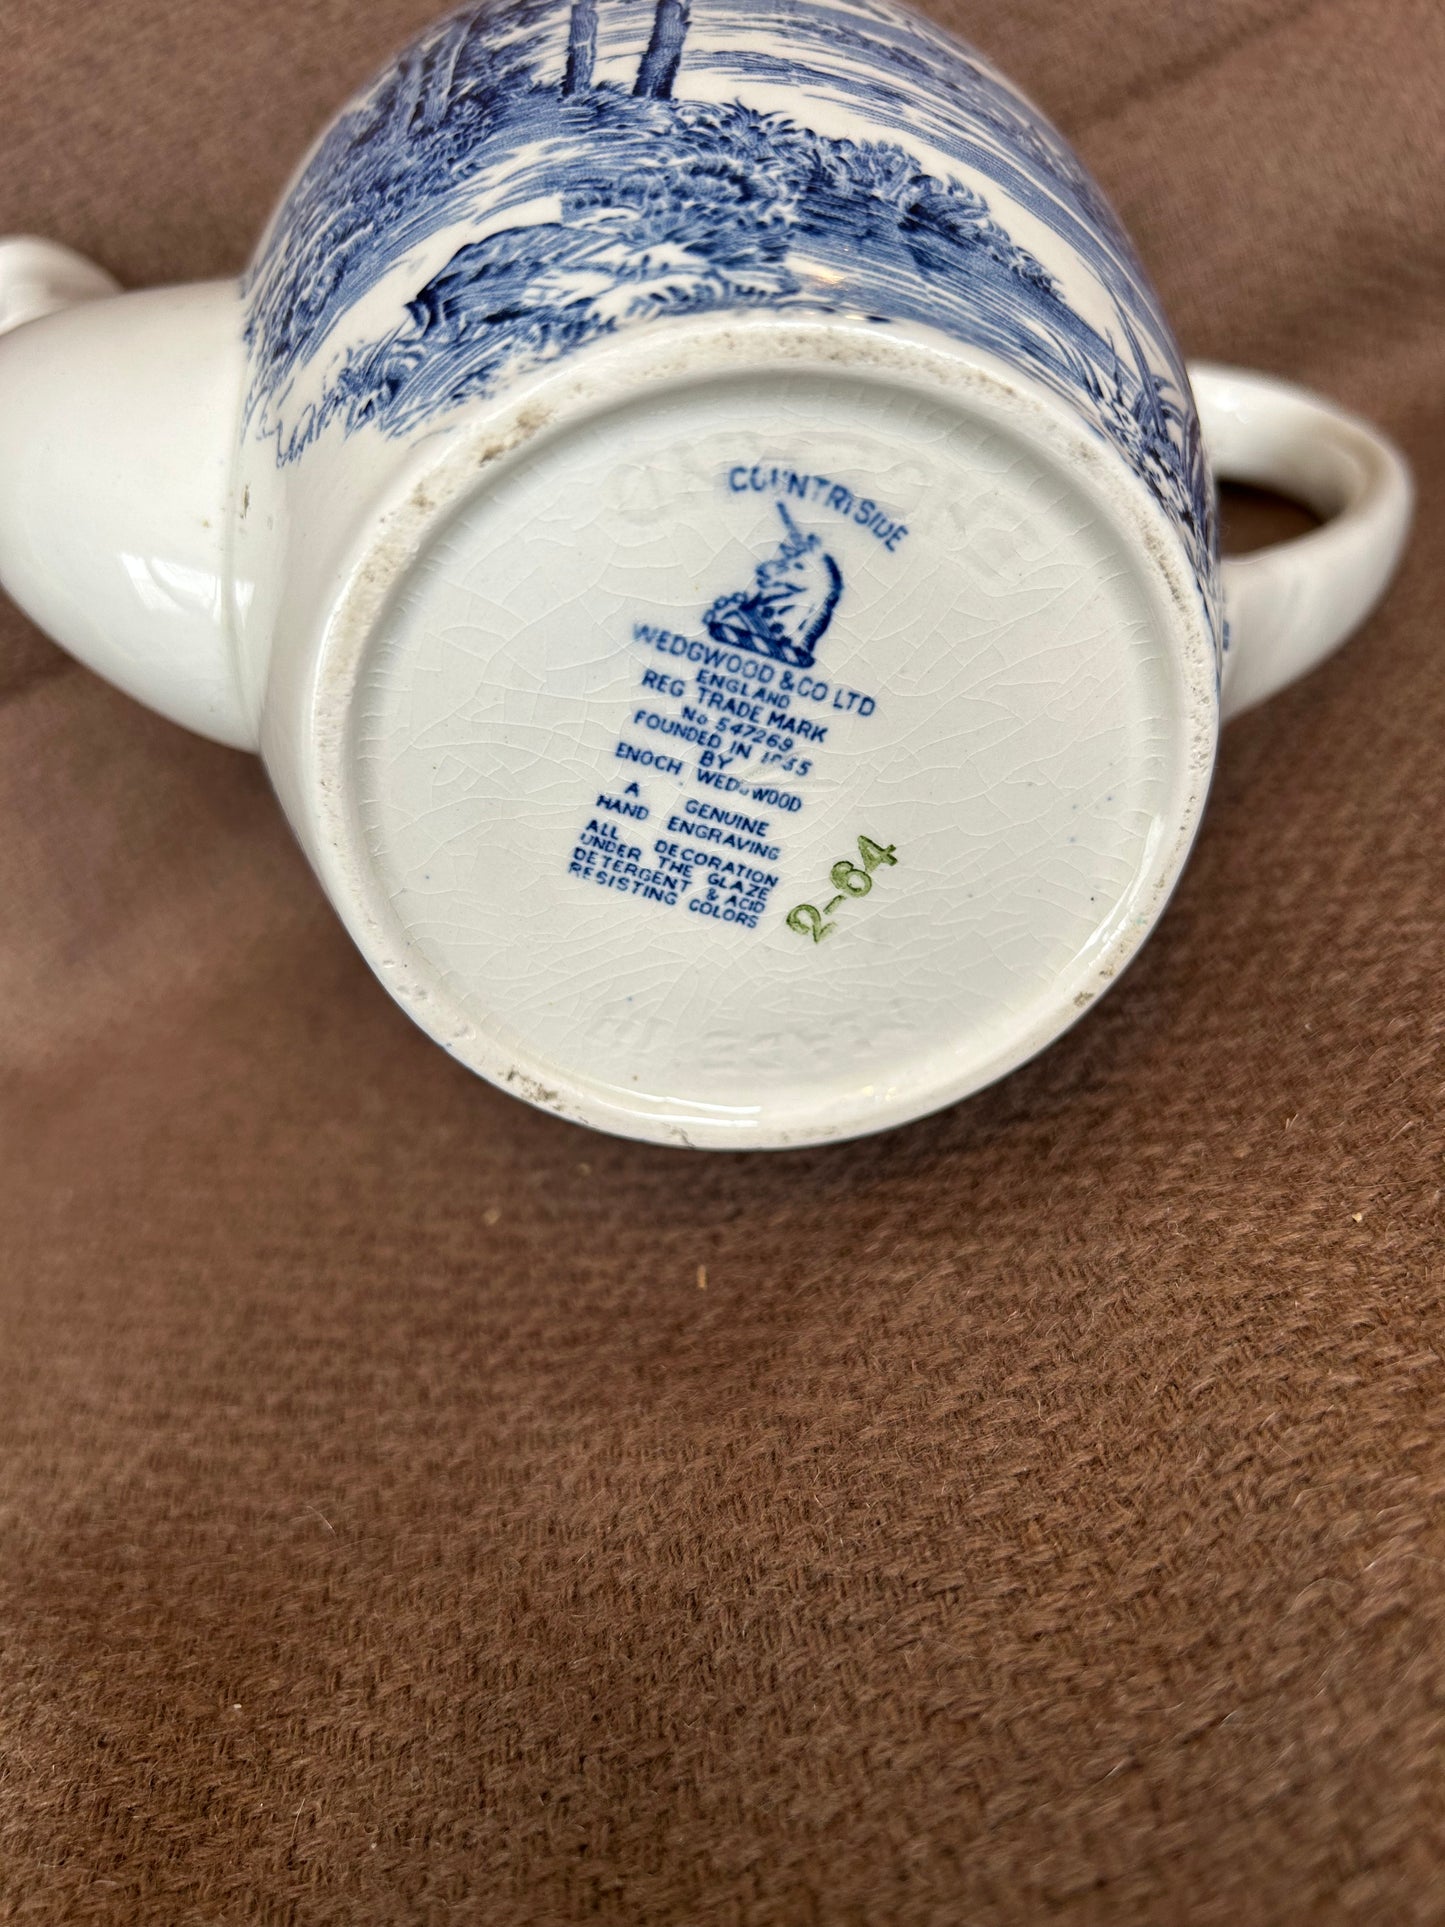 COUNTRYSIDE
WEDGWOOD & CO LTD
ENGLAND
REG TRADE MARK
No 547269
FOUNDED IN
BY
ENOCH WEDGWOOD
A GENUINE
HAND ENGRAVING
ALL DECORATION
UNDER THE GLAZE
DETERGENT & ACID
RESISTING COLORS
2-64